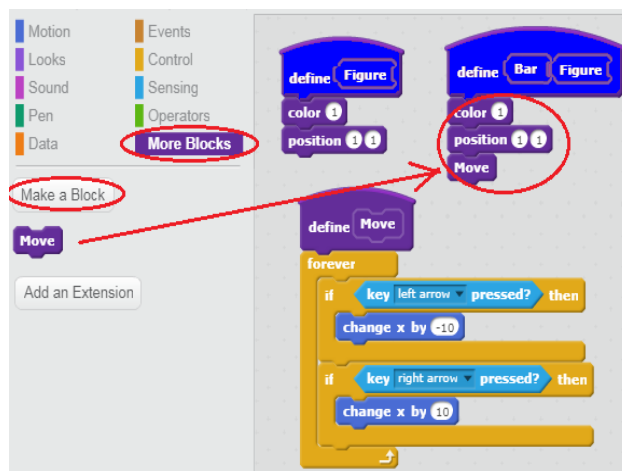 Motion
Events
Looks
Control
Sound
Sensing
Pen
Operators
Data
More Blocks
Make a Block
Move
Add an Extension
define Figure
color 1
position 1 1
define Bar Figure
color 1
position 1 1
Move
define Move
forever
if key left arrow pressed? then
change x by -10
if key right arrow pressed? then
change x by 10